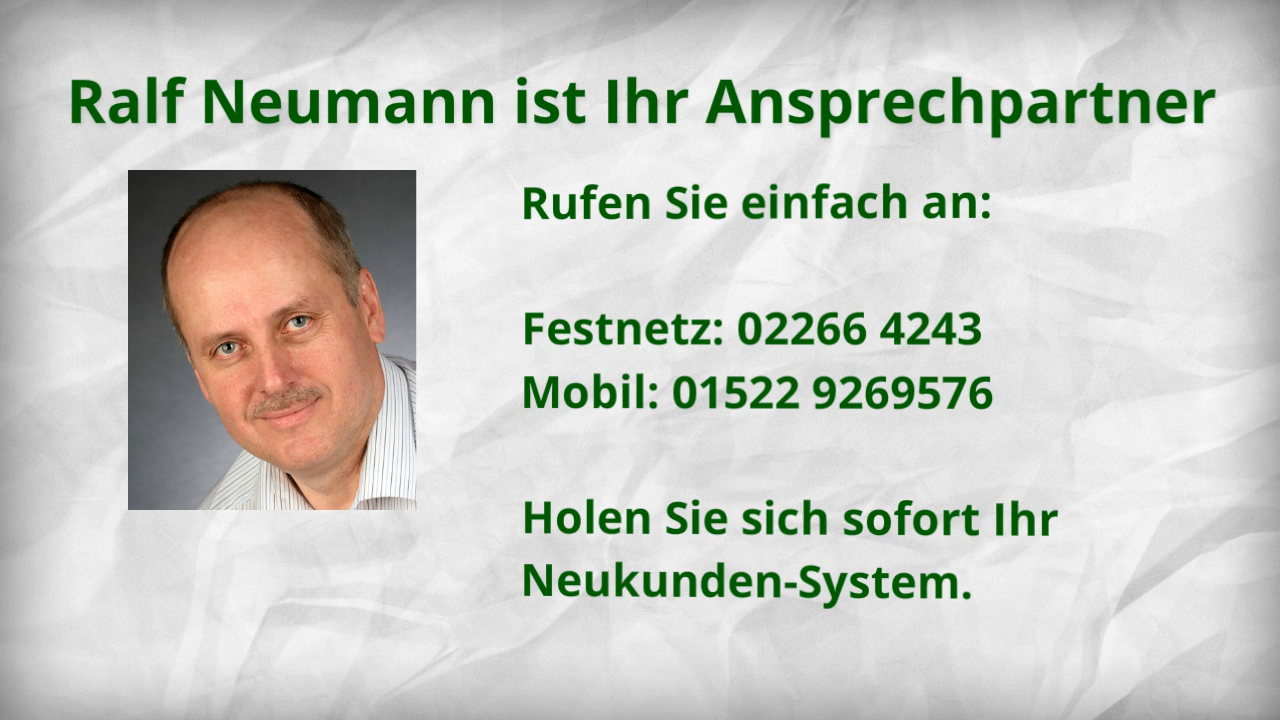 Ralf Neumann ist Ihr Ansprechpartner
Rufen Sie einfach an:
Festnetz: 02266 4243
Mobil: 01522 9269576
Holen Sie sich sofort Ihr
Neukunden-System.